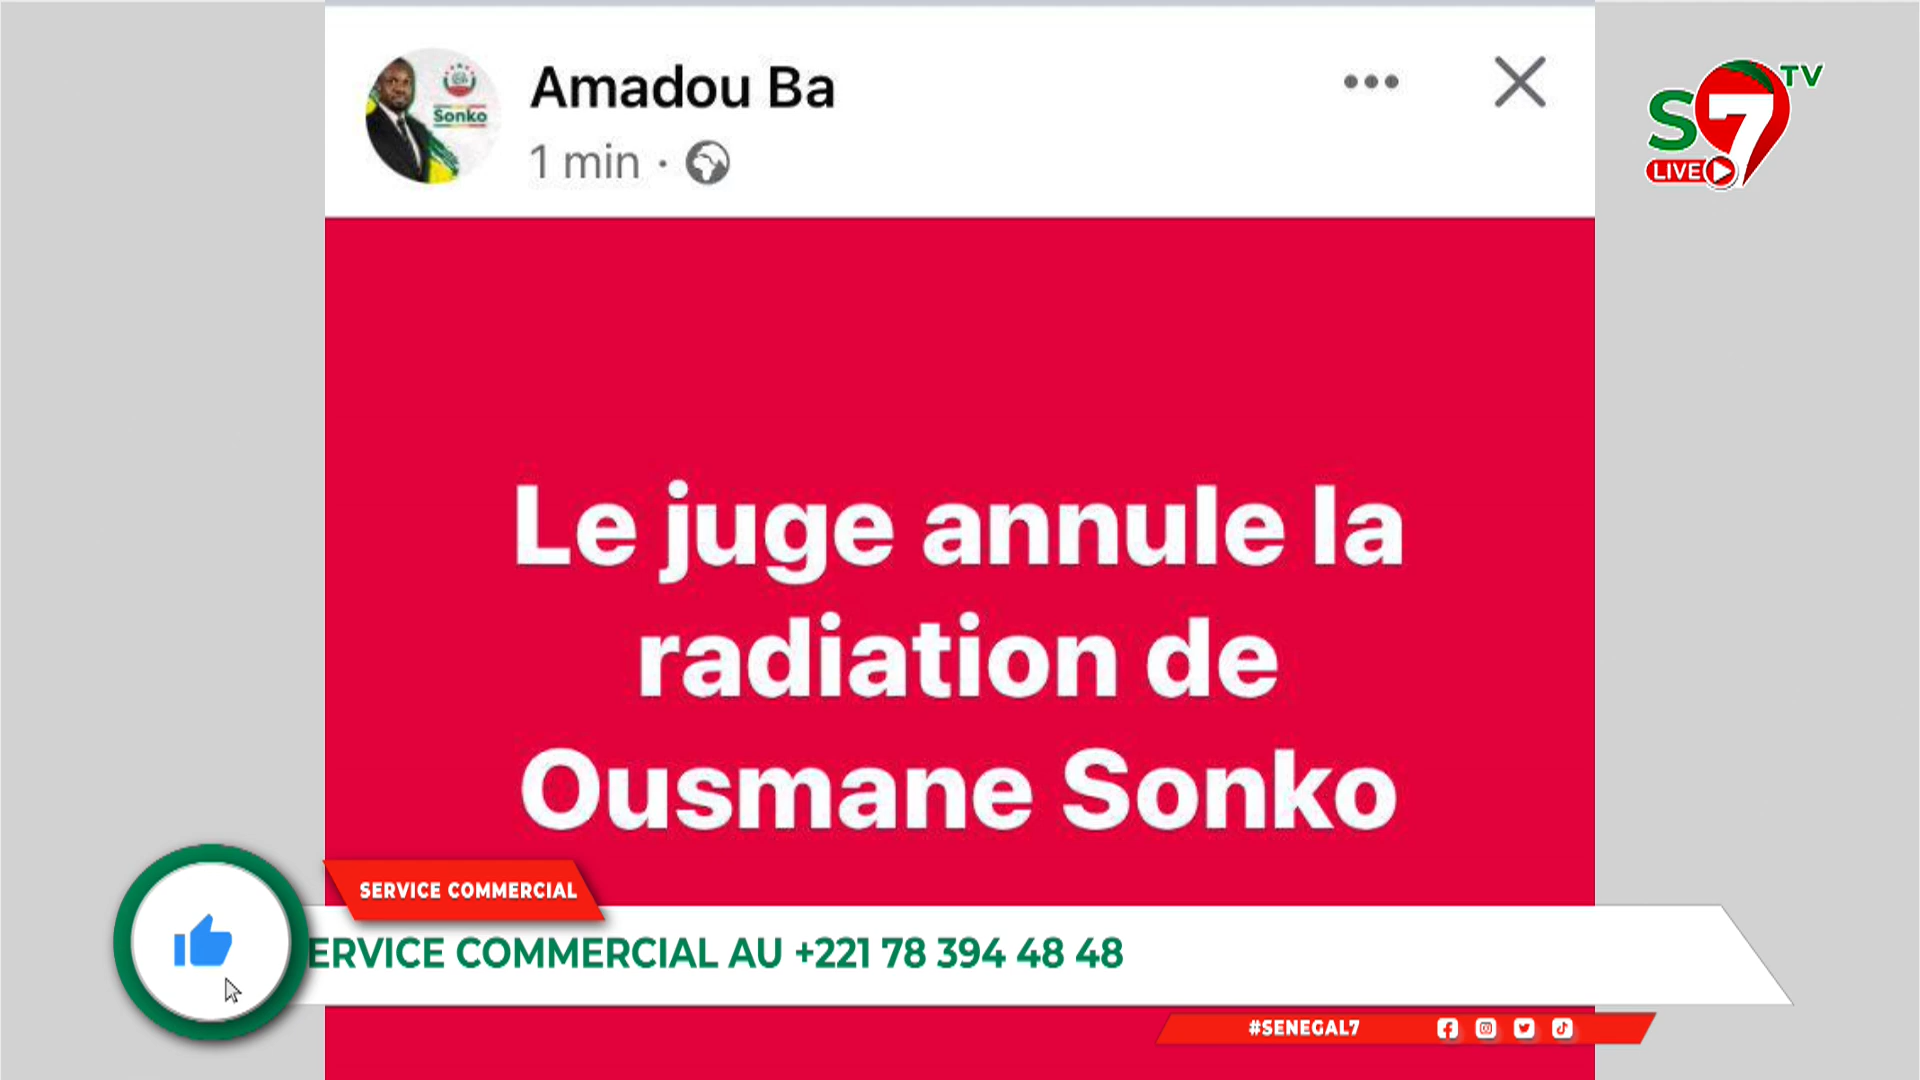 Amadou Ba
1 min ·
Sonko
S7 TV
LIVE
Le juge annule la
radiation de
Ousmane Sonko
SERVICE COMMERCIAL
ERVICE COMMERCIAL AU +221 78 394 48 48
#SENEGAL7